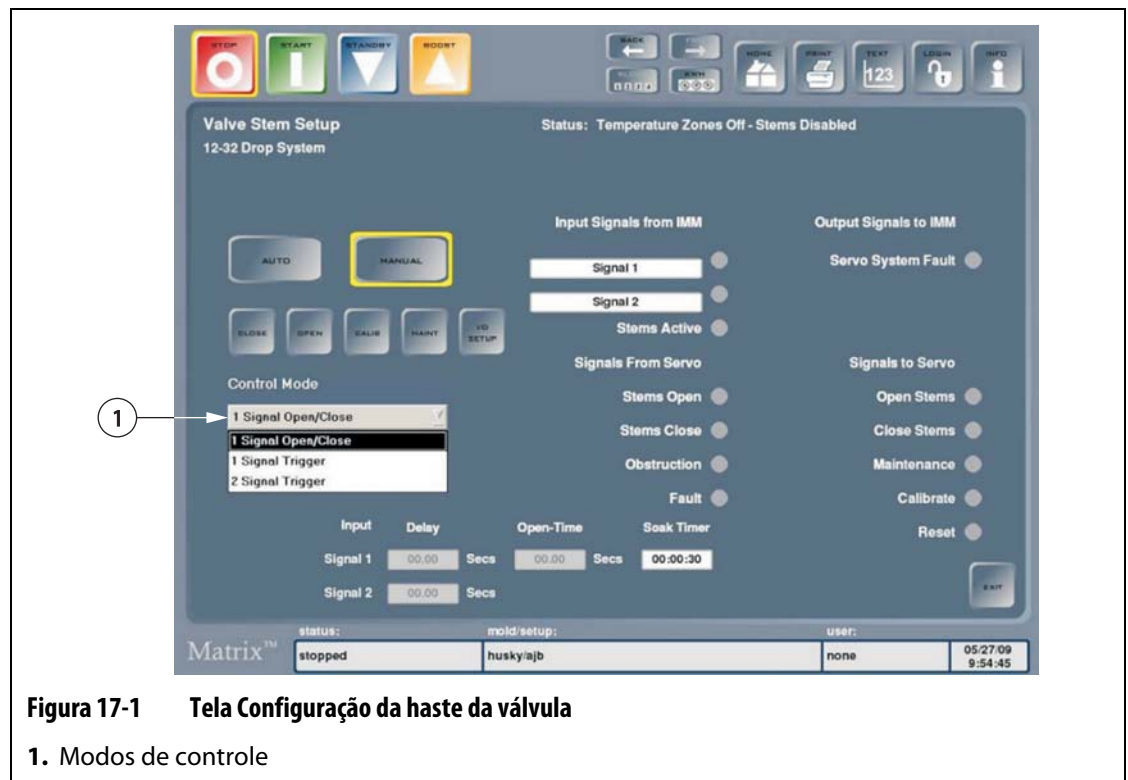 STOP START STANDBY BOOST BACK HOME PRINT TEXT LOGIN INFO
123
Valve Stem Setup
Status: Temperature Zones Off - Stems Disabled
12-32 Drop System
Input Signals from IMM
Output Signals to IMM
AUTO MANUAL
Signal 1
Servo System Fault
Signal 2
CLOSE OPEN CALIB MAINT I/O SETUP
Stems Active
Signals From Servo
Signals to Servo
Control Mode
Stems Open
Open Stems
1
1 Signal Open/Close
Stems Close
Close Stems
1 Signal Open/Close
1 Signal Trigger
Obstruction
Maintenance
2 Signal Trigger
Fault
Calibrate
Input Delay Open-Time Soak Timer
Reset
Signal 1 00.00 Secs 00.00 Secs 00:00:30
Signal 2 00.00 Secs
EXIT
status: mold/setup: user:
Matrix™ stopped husky/ajb none 05/27/09
9:54:45
Figura 17-1 Tela Configuração da haste da válvula
1. Modos de controle